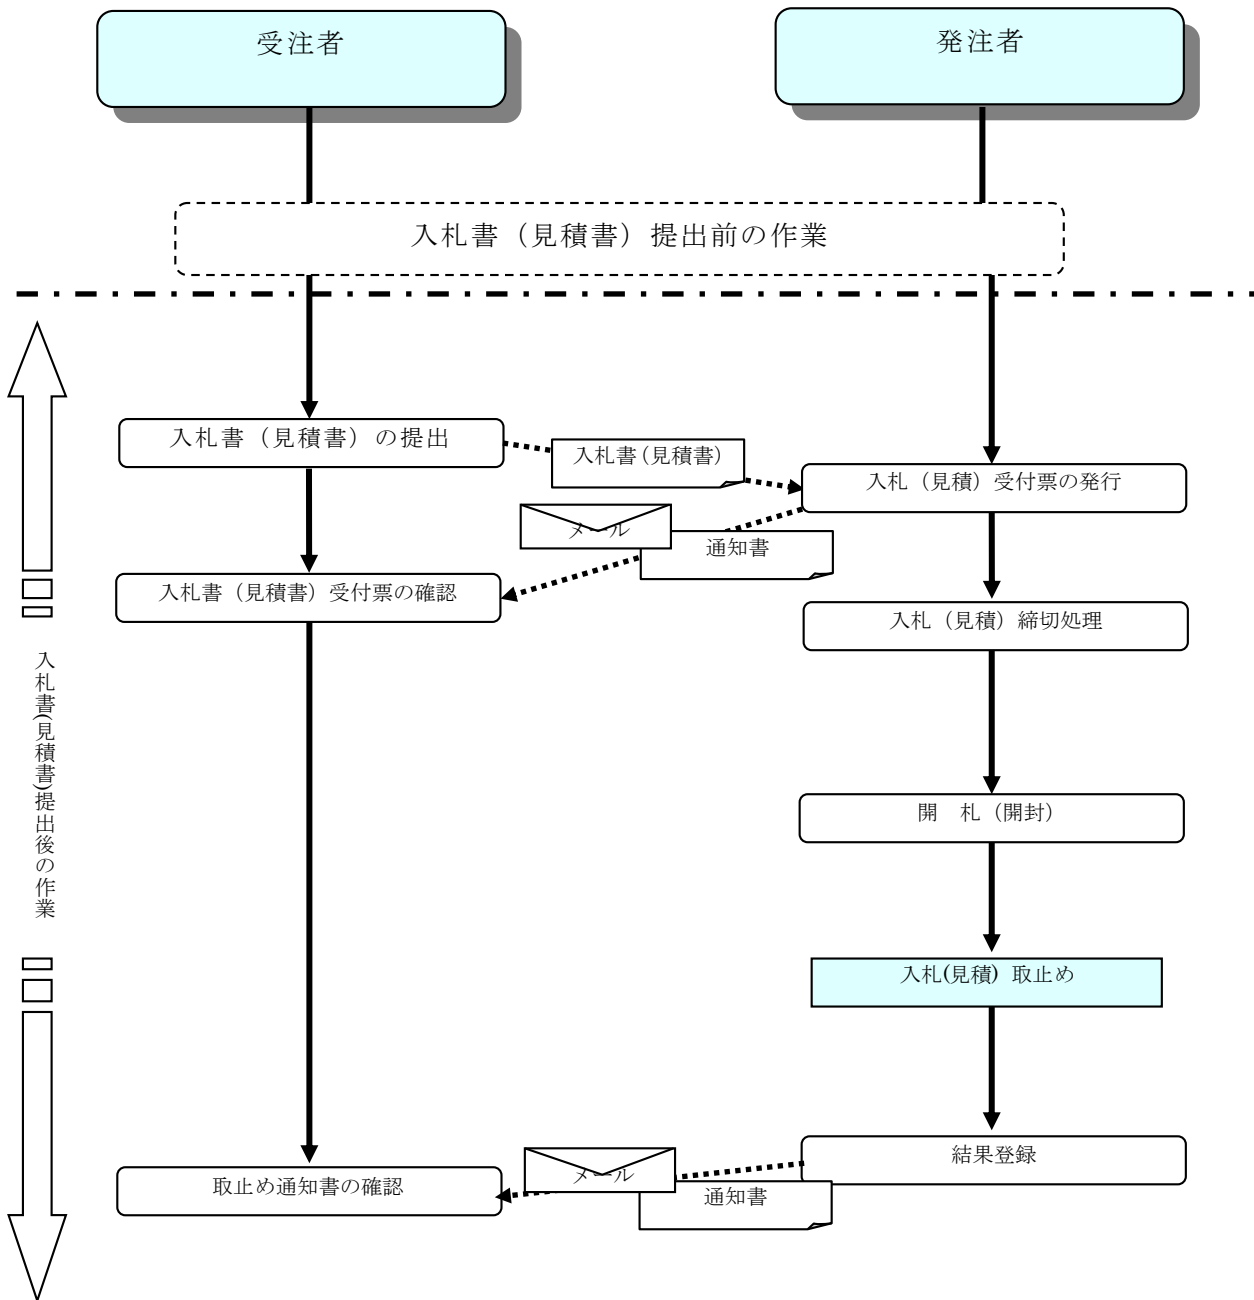 受注者
発注者
入札書（見積書）提出前の作業
入札書（見積書）の提出
入札書（見積書）
入札（見積）受付票の発行
メール
通知書
入札書（見積書）受付票の確認
入札（見積）締切処理
入札書(見積書)提出後の作業
開　札（開封）
入札(見積）取止め
結果登録
メール
通知書
取止め通知書の確認